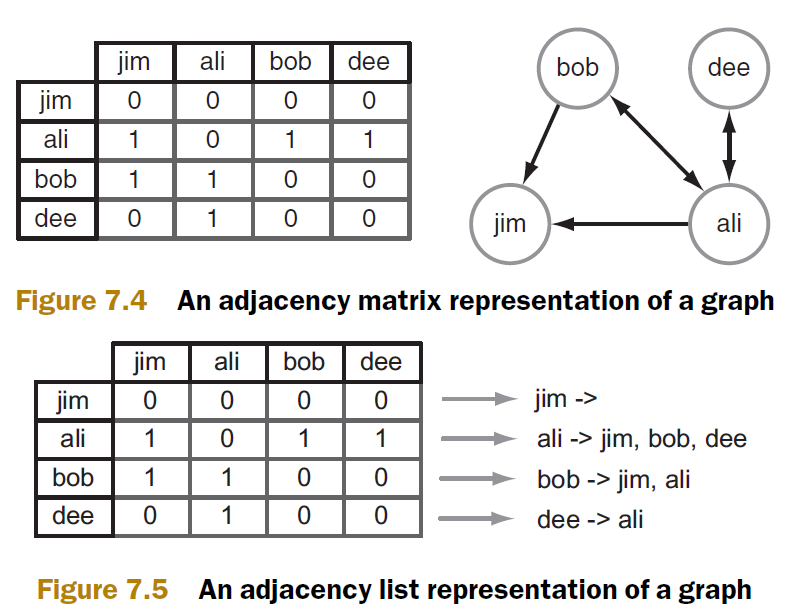 jim ali bob dee
jim 0 0 0 0
ali 1 0 1 1
bob 1 1 0 0
dee 0 1 0 0
bob dee
jim ali
Figure 7.4 An adjacency matrix representation of a graph
jim ali bob dee
jim 0 0 0 0 jim ->
ali 1 0 1 1 ali -> jim, bob, dee
bob 1 1 0 0 bob -> jim, ali
dee 0 1 0 0 dee -> ali
Figure 7.5 An adjacency list representation of a graph